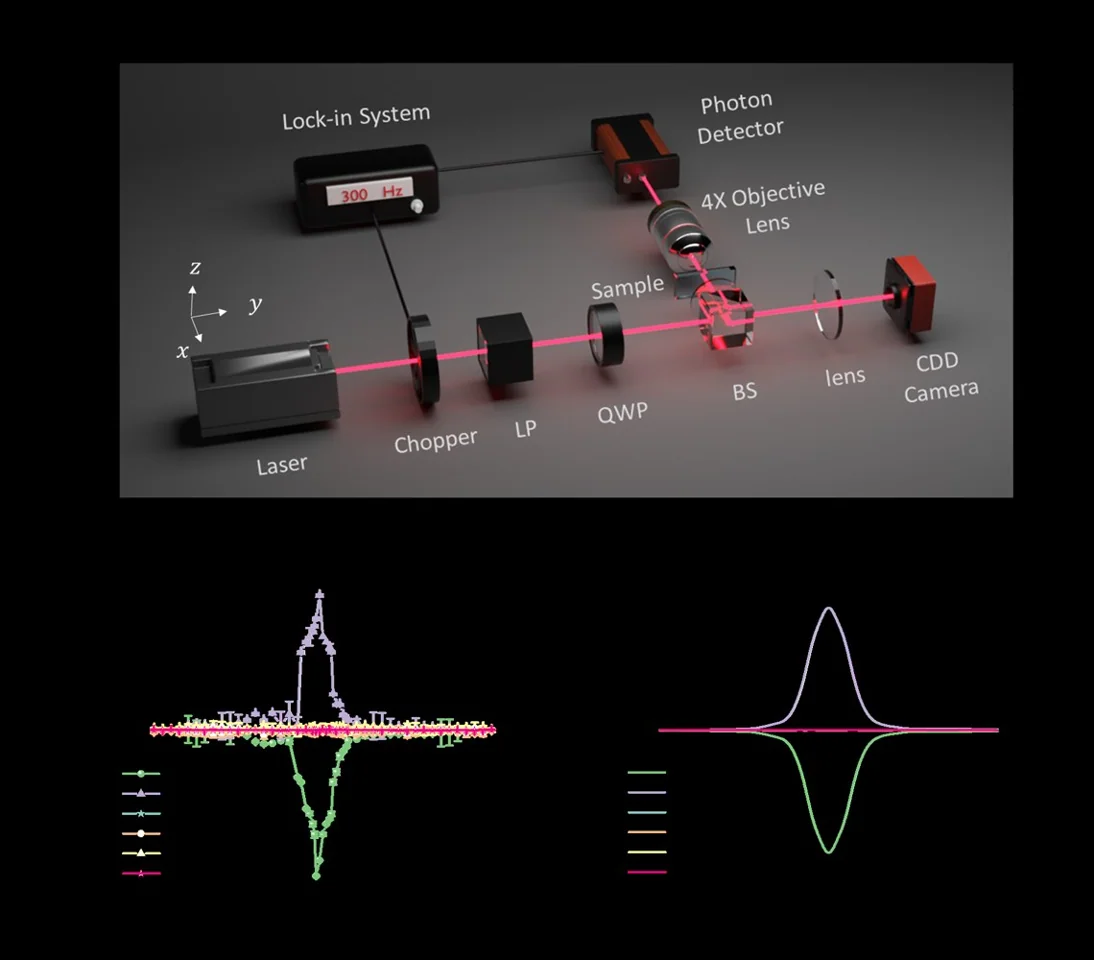 Lock-in System
Photon
Detector
300 Hz
4X Objective
Lens
Sample
z
y
x
Laser
Chopper
LP
QWP
BS
lens
CDD
Camera